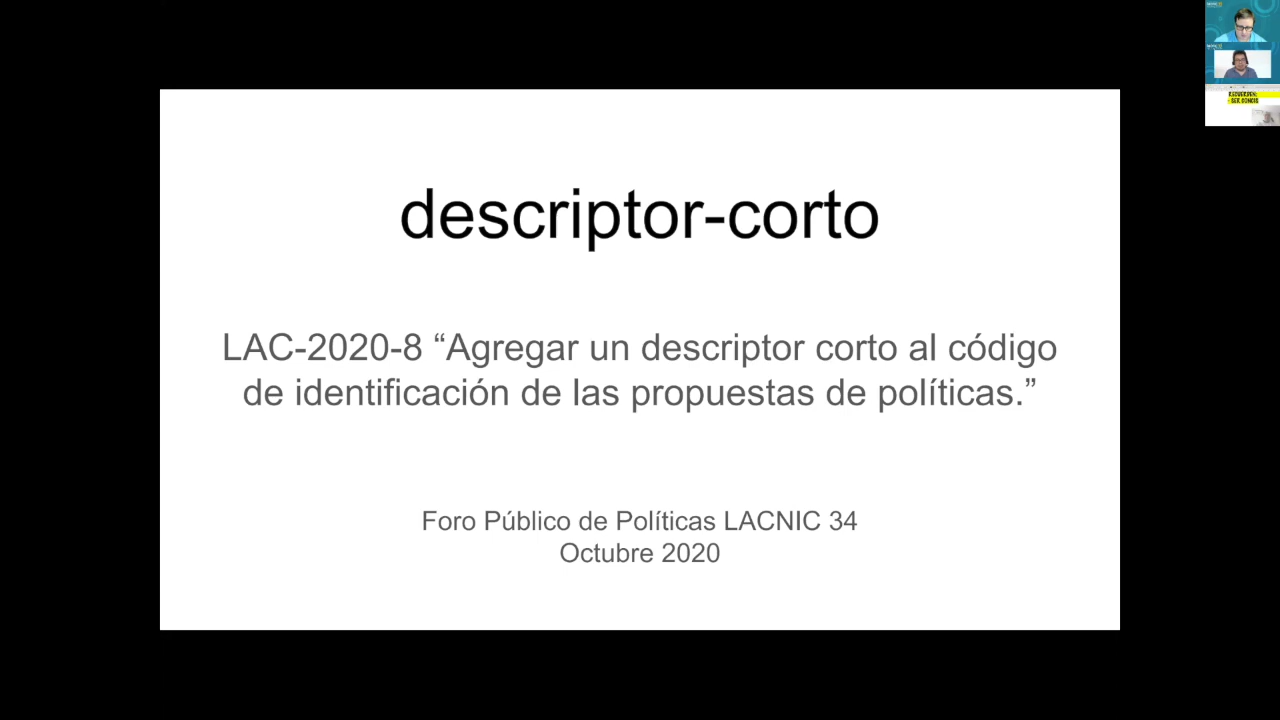 descriptor-corto
LAC-2020-8 “Agregar un descriptor corto al código
de identificación de las propuestas de políticas.”
Foro Público de Políticas LACNIC 34
Octubre 2020